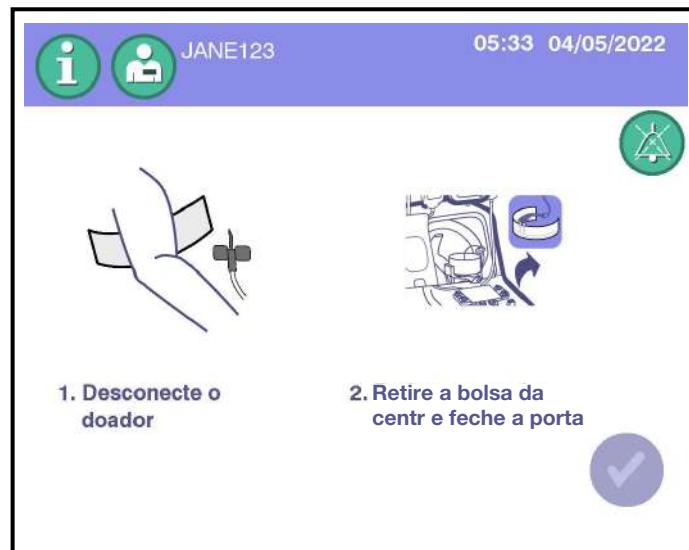 JANE123
05:33 04/05/2022
1. Desconecte o
doador
2. Retire a bolsa da
centr e feche a porta